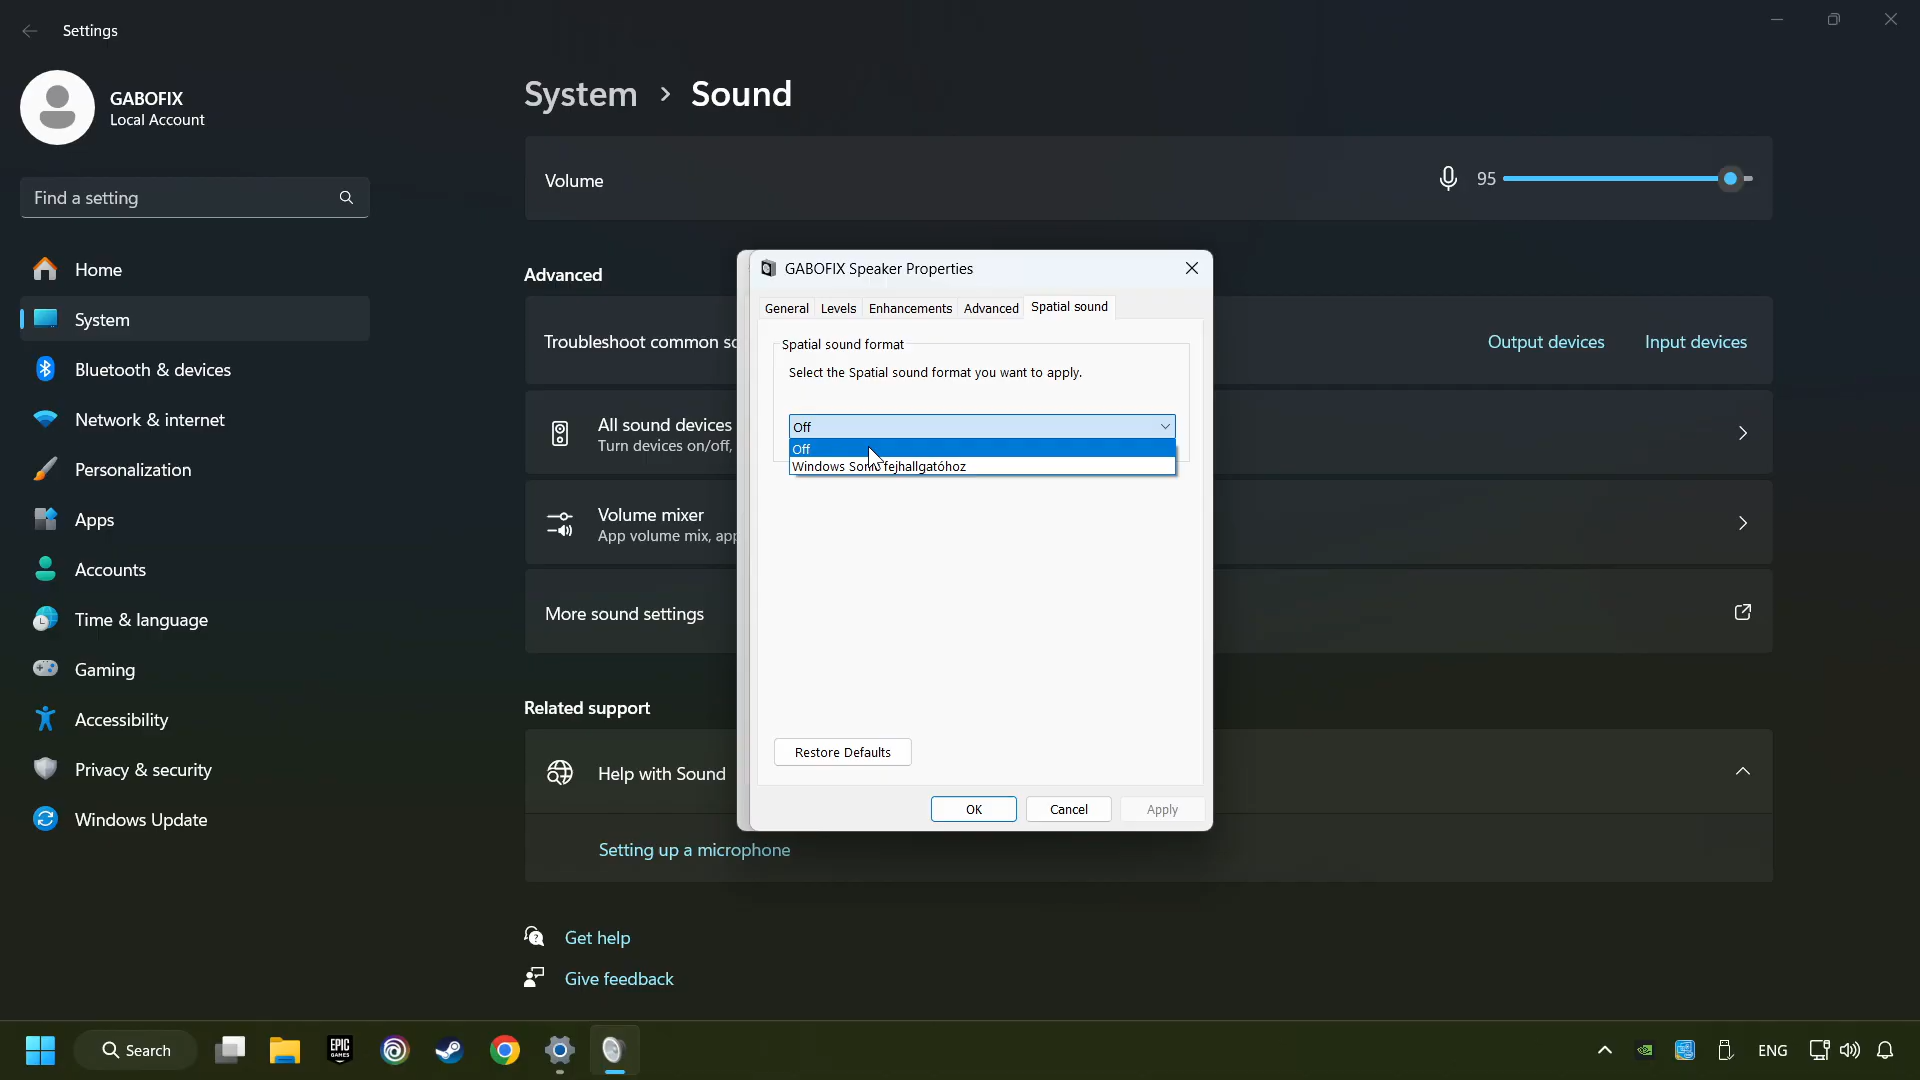 Settings
GABOFIX
Local Account
Find a setting
Home
System
Bluetooth & devices
Network & internet
Personalization
Apps
Accounts
Time & language
Gaming
Accessibility
Privacy & security
Windows Update
System > Sound
Volume
95
Advanced
Troubleshoot common so
Output devices
Input devices
All sound devices
Turn devices on/off,
Volume mixer
App volume mix, app
More sound settings
Related support
Help with Sound
Setting up a microphone
Get help
Give feedback
GABOFIX Speaker Properties
General
Levels
Enhancements
Advanced
Spatial sound
Spatial sound format
Select the Spatial sound format you want to apply.
Off
Off
Windows Sonic fejhallgatóhoz
Restore Defaults
OK
Cancel
Apply
Search
EPIC
GAMES
ENG